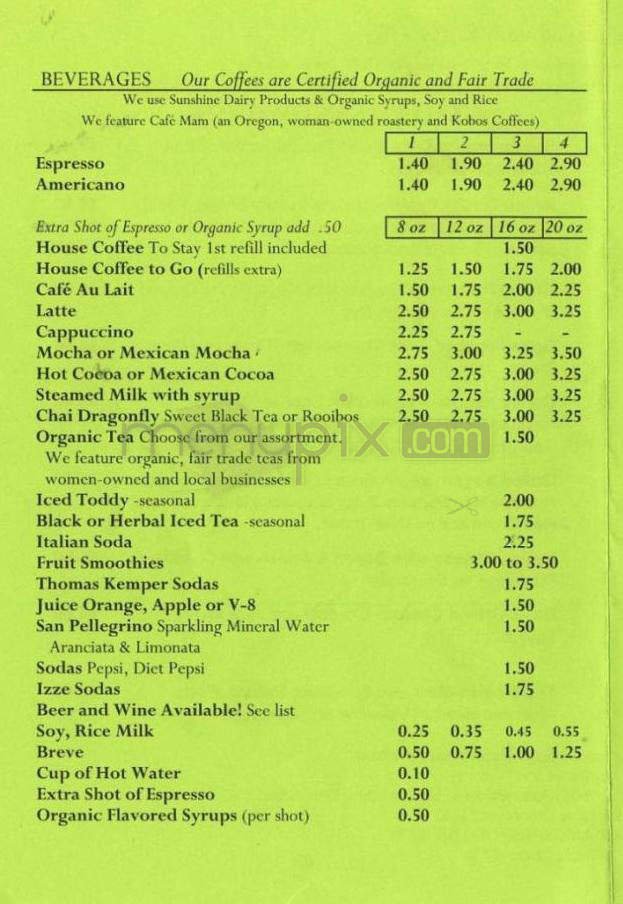 BEVERAGES Our Coffees are Certified Organic and Fair Trade
We use Sunshine Dairy Products & Organic Syrups, Soy and Rice
We feature Café Mam (an Oregon, woman-owned roastery and Kobos Coffees)
1 2 3 4
Espresso 1.40 1.90 2.40 2.90
Americano 1.40 1.90 2.40 2.90
Extra Shot of Espresso or Organic Syrup add .50 8 oz 12 oz 16 oz 20 oz
House Coffee To Stay 1st refill included 1.50
House Coffee to Go (refills extra) 1.25 1.50 1.75 2.00
Café Au Lait 1.50 1.75 2.00 2.25
Latte 2.50 2.75 3.00 3.25
Cappuccino 2.25 2.75 - -
Mocha or Mexican Mocha 2.75 3.00 3.25 3.50
Hot Cocoa or Mexican Cocoa 2.50 2.75 3.00 3.25
Steamed Milk with syrup 2.50 2.75 3.00 3.25
Chai Dragonfly Sweet Black Tea or Rooibos 2.50 2.75 3.00 3.25
menupix.com
Organic Tea Choose from our assortment. 1.50
We feature organic, fair trade teas from
women-owned and local businesses
Iced Toddy -seasonal 2.00
Black or Herbal Iced Tea -seasonal 1.75
Italian Soda 2.25
Fruit Smoothies 3.00 to 3.50
Thomas Kemper Sodas 1.75
Juice Orange, Apple or V-8 1.50
San Pellegrino Sparkling Mineral Water 1.50
Aranciata & Limonata
Sodas Pepsi, Diet Pepsi 1.50
Izze Sodas 1.75
Beer and Wine Available! See list
Soy, Rice Milk 0.25 0.35 0.45 0.55
Breve 0.50 0.75 1.00 1.25
Cup of Hot Water 0.10
Extra Shot of Espresso 0.50
Organic Flavored Syrups (per shot) 0.50